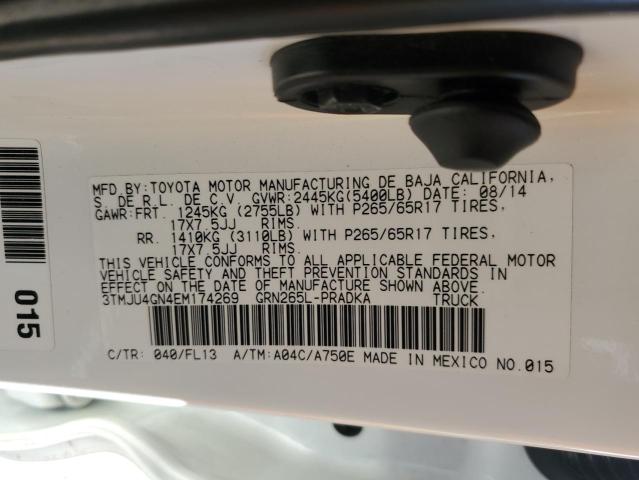 MFD BY:TOYOTA MOTOR MANUFACTURING DE BAJA CALIFORNIA,
S. DE R.L. DE C.V. GVWR:2445KG(5400LB) DATE: 08/14
GAWR:FRT. 1245KG (2755LB) WITH P265/65R17 TIRES,
17X7.5JJ RIMS.
RR. 1410KG (3110LB) WITH P265/65R17 TIRES,
17X7.5JJ RIMS.
THIS VEHICLE CONFORMS TO ALL APPLICABLE FEDERAL MOTOR
VEHICLE SAFETY AND THEFT PREVENTION STANDARDS IN
EFFECT ON THE DATE OF MANUFACTURE SHOWN ABOVE.
3TMJU4GN4EM174269 GRN265L-PRADKA TRUCK
C/TR: 040/FL13 A/TM:A04C/A750E MADE IN MEXICO NO.015
015